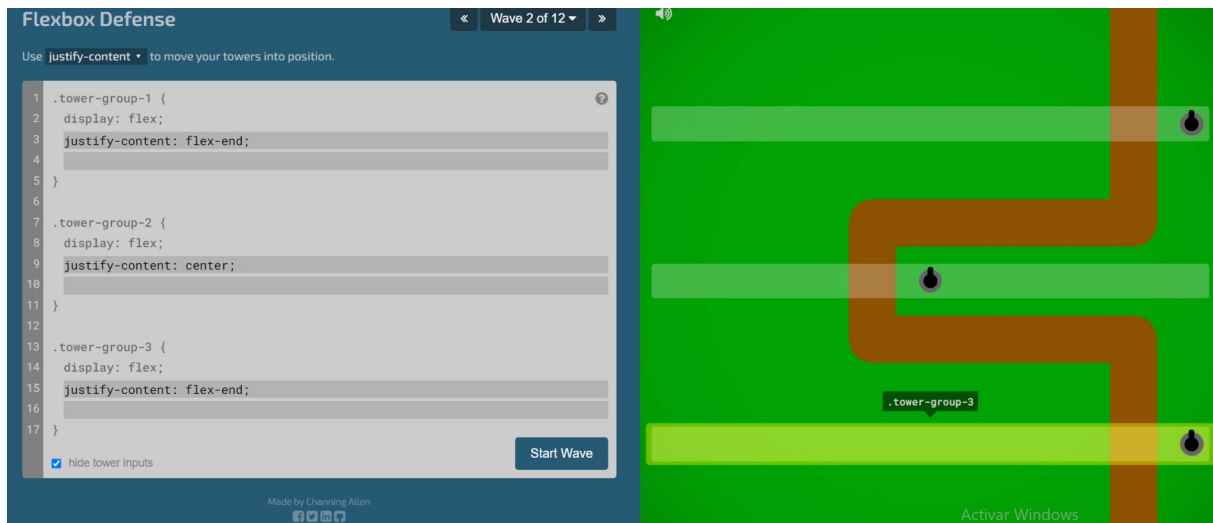 Flexbox Defense
« Wave 2 of 12 »
Use justify-content to move your towers into position.
1 .tower-group-1 {
2 display: flex;
3 justify-content: flex-end;
4
5 }
6
7 .tower-group-2 {
8 display: flex;
9 justify-content: center;
10
11 }
12
13 .tower-group-3 {
14 display: flex;
15 justify-content: flex-end;
16
17 }
hide tower inputs
Start Wave
Made by Channing Allen
.tower-group-3
Activar Windows